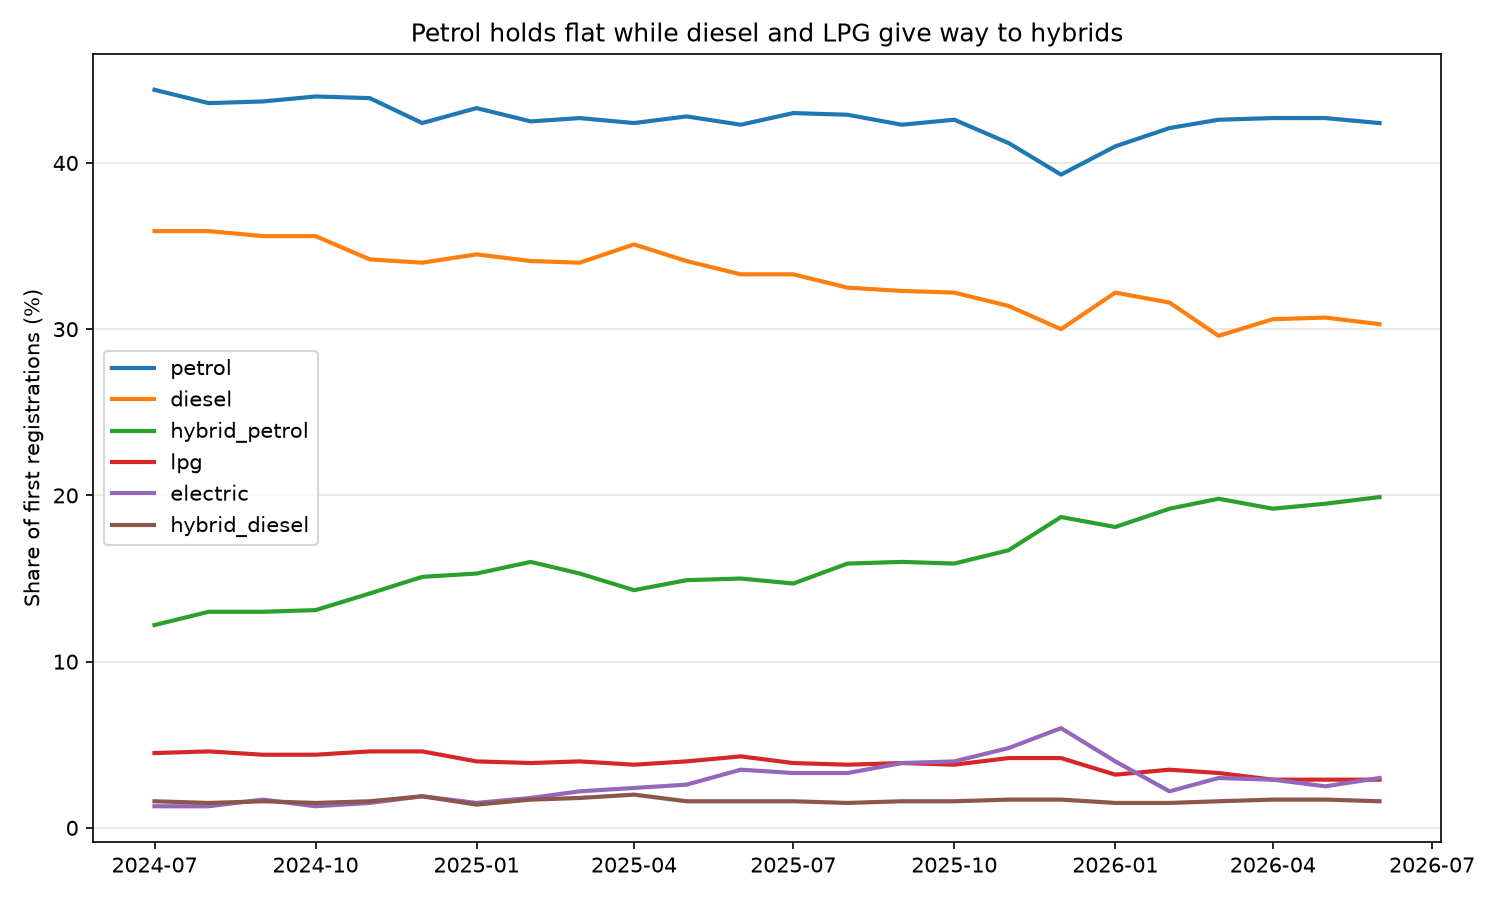 Petrol holds flat while diesel and LPG give way to hybrids
Share of first registrations (%)
40
30
20
10
0
petrol
diesel
hybrid_petrol
lpg
electric
hybrid_diesel
2024-07 2024-10 2025-01 2025-04 2025-07 2025-10 2026-01 2026-04 2026-07